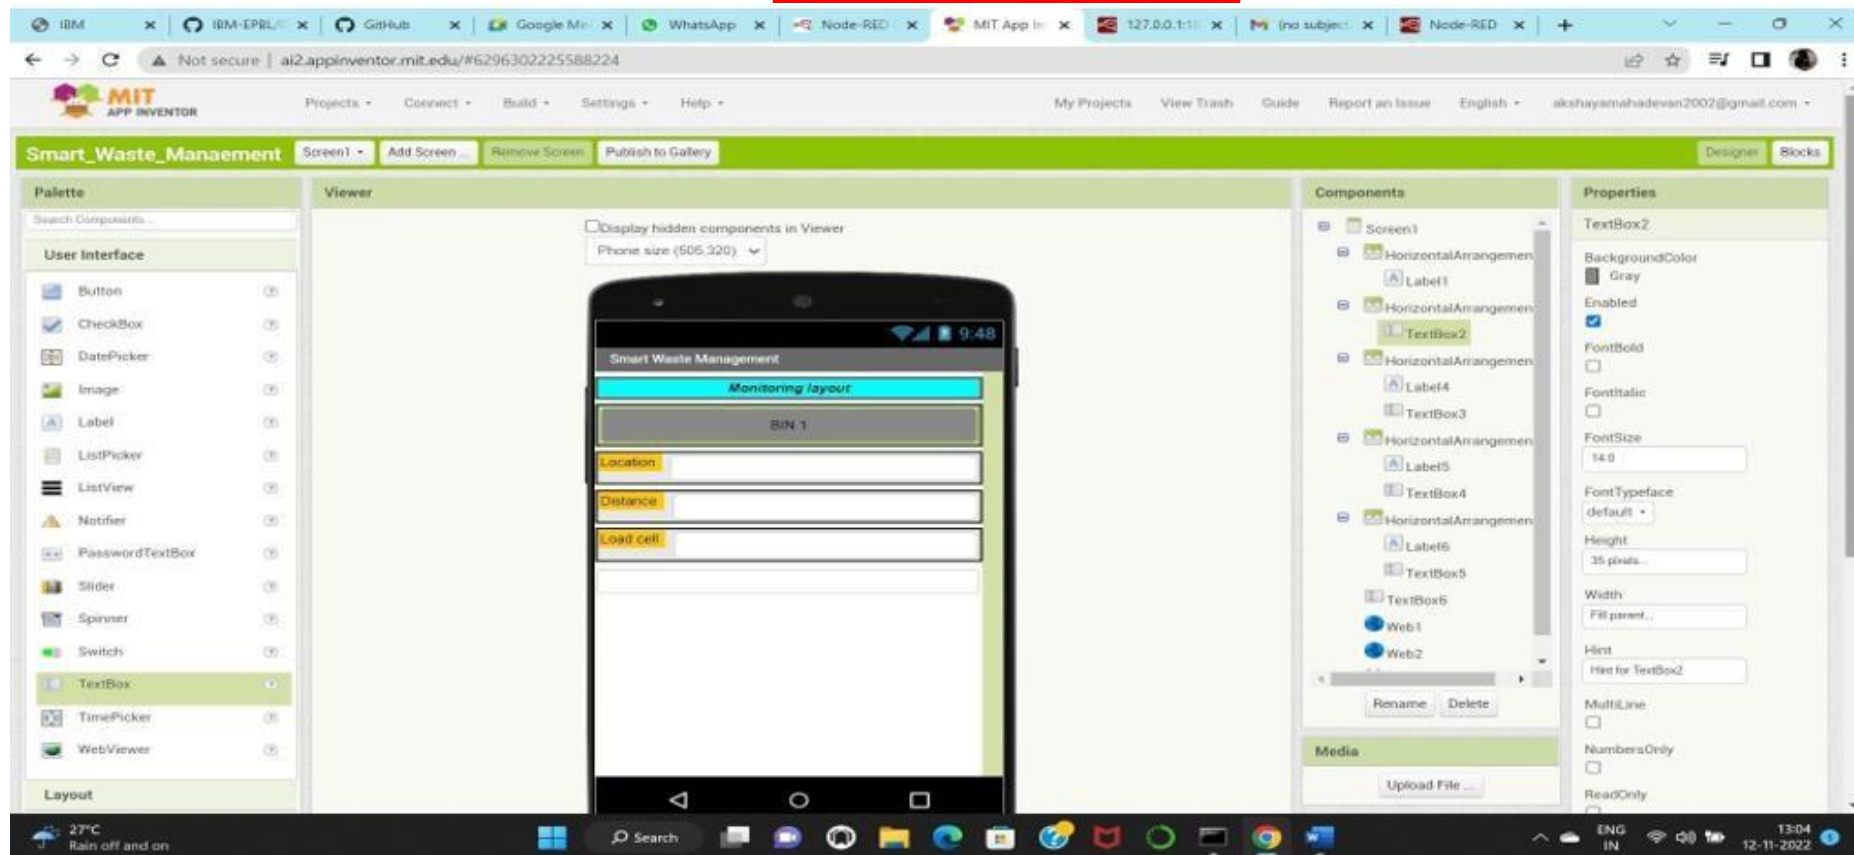 IBM
IBM-EPBL/
GitHub
Google Me
WhatsApp
Node-RED
MIT App In
127.0.0.1:18
(no subject
Node-RED
Not secure
ai2.appinventor.mit.edu/#6296302225588224
MIT
APP INVENTOR
Projects
Connect
Build
Settings
Help
My Projects
View Trash
Guide
Report an Issue
English
akshayamahadevan2002@gmail.com
Smart_Waste_Manaement
Screen1
Add Screen ...
Remove Screen
Publish to Gallery
Designer
Blocks
Palette
Search Components...
User Interface
Button
CheckBox
DatePicker
Image
Label
ListPicker
ListView
Notifier
PasswordTextBox
Slider
Spinner
Switch
TextBox
TimePicker
WebViewer
Layout
Viewer
Display hidden components in Viewer
Phone size (505,320)
9:48
Smart Waste Management
Monitoring layout
BIN 1
Location
Distance
Load cell
Components
Screen1
HorizontalArrangemen
Label1
HorizontalArrangemen
TextBox2
HorizontalArrangemen
Label4
TextBox3
HorizontalArrangemen
Label5
TextBox4
HorizontalArrangemen
Label6
TextBox5
TextBox6
Web1
Web2
Rename
Delete
Media
Upload File ...
Properties
TextBox2
BackgroundColor
Gray
Enabled
FontBold
FontItalic
FontSize
14.0
FontTypeface
default
Height
35 pixels...
Width
Fill parent...
Hint
Hint for TextBox2
MultiLine
NumbersOnly
ReadOnly
27°C
Rain off and on
Search
ENG
IN
13:04
12-11-2022